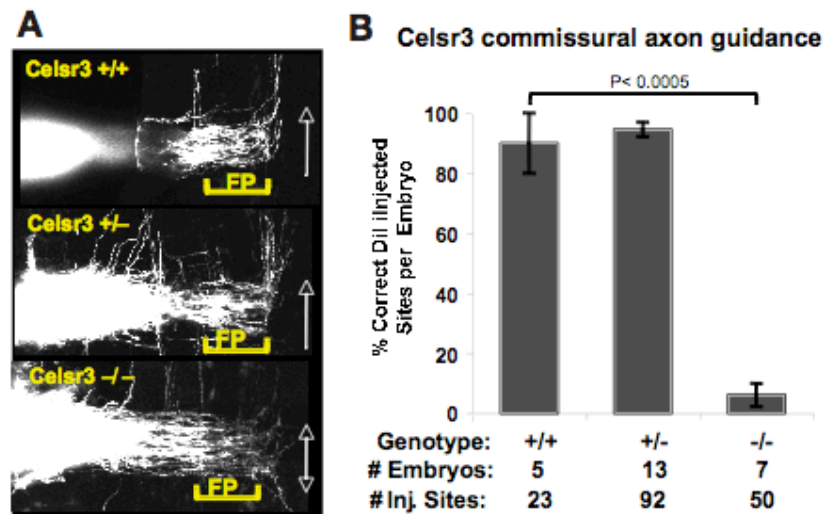 A
Celsr3 +/+
FP
Celsr3 +/–
FP
Celsr3 –/–
FP
B Celsr3 commissural axon guidance
P< 0.0005
% Correct DiI iInjected
Sites per Embryo
100
80
60
40
20
0
Genotype: +/+ +/- -/-
# Embryos: 5 13 7
# Inj. Sites: 23 92 50